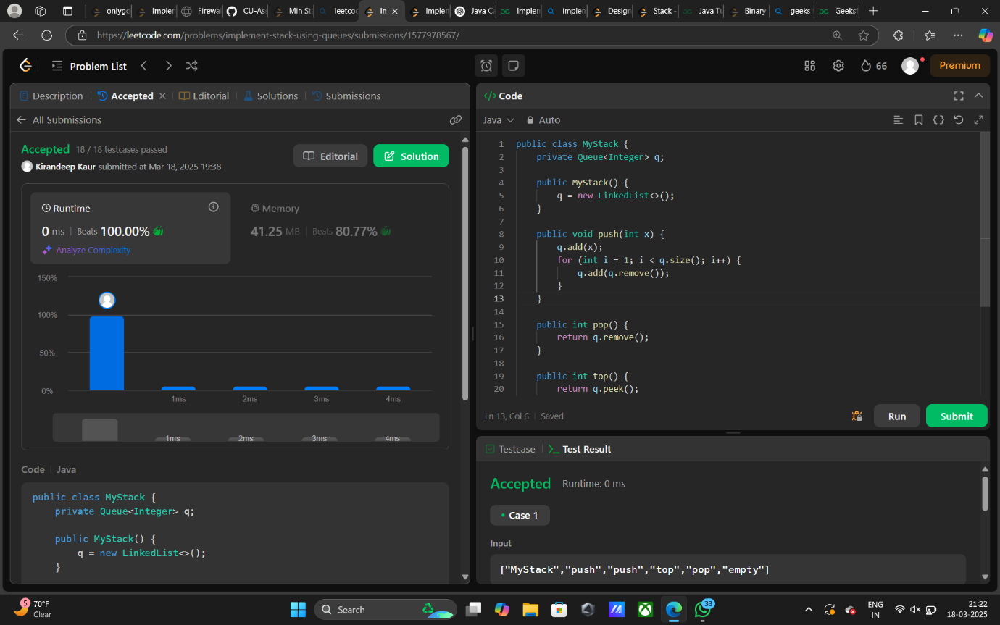 onlygo
Implem
Firewa
CU-As
Min St
leetcod
In
Implem
Java Ca
Implem
implem
Design
Stack -
Java Tu
Binary
geeks
Geeksf
https://leetcode.com/problems/implement-stack-using-queues/submissions/1577978567/
Problem List
66
Premium
Description
Accepted
Editorial
Solutions
Submissions
All Submissions
Accepted 18 / 18 testcases passed
Kirandeep Kaur submitted at Mar 18, 2025 19:38
Editorial
Solution
Runtime
0 ms | Beats 100.00%
Analyze Complexity
Memory
41.25 MB | Beats 80.77%
150%
100%
50%
0%
1ms 2ms 3ms 4ms
1ms 2ms 3ms 4ms
Code | Java
public class MyStack {
private Queue<Integer> q;
public MyStack() {
q = new LinkedList<>();
}
</> Code
Java
Auto
1 public class MyStack {
2 private Queue<Integer> q;
3
4 public MyStack() {
5 q = new LinkedList<>();
6 }
7
8 public void push(int x) {
9 q.add(x);
10 for (int i = 1; i < q.size(); i++) {
11 q.add(q.remove());
12 }
13 }
14
15 public int pop() {
16 return q.remove();
17 }
18
19 public int top() {
20 return q.peek();
Ln 13, Col 6 | Saved
Run
Submit
Testcase
Test Result
Accepted Runtime: 0 ms
• Case 1
Input
["MyStack","push","push","top","pop","empty"]
5
70°F
Clear
Search
33
ENG
IN
21:22
18-03-2025